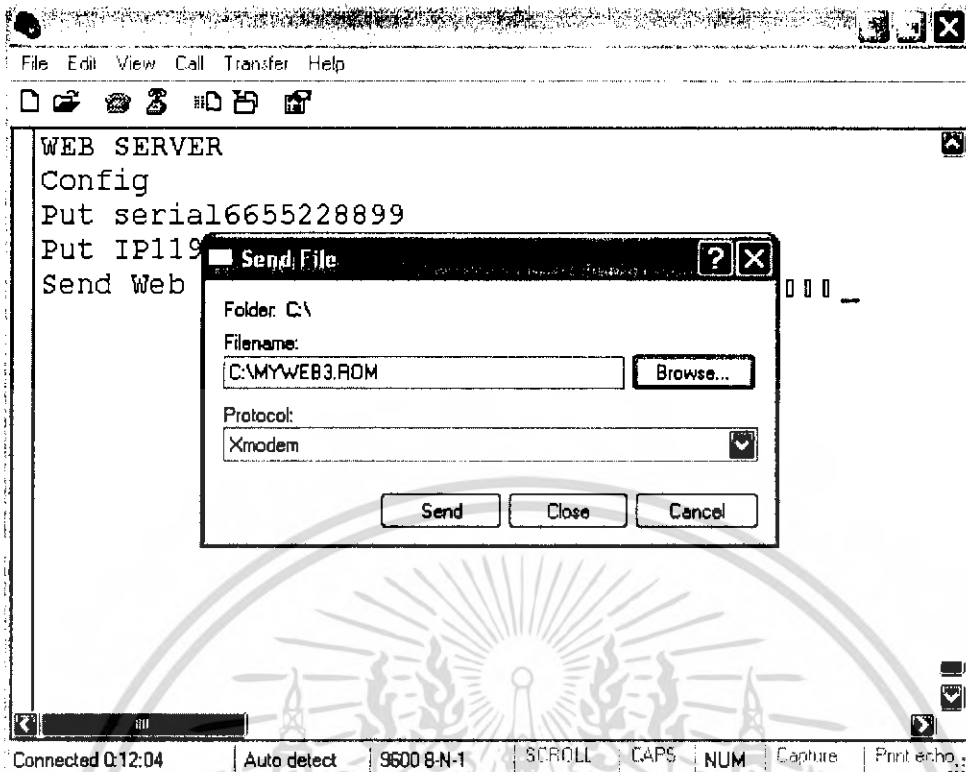 File Edit View Call Transfer Help
WEB SERVER
Config
Put serial6655228899
Put IP119
Send Web
Send File
Folder: C:\
Filename:
C:\MYWEB3.ROM
Browse...
Protocol:
Xmodem
Send Close Cancel
Connected 0:12:04 Auto detect 9600 8-N-1 SCROLL CAPS NUM Capture Print echo